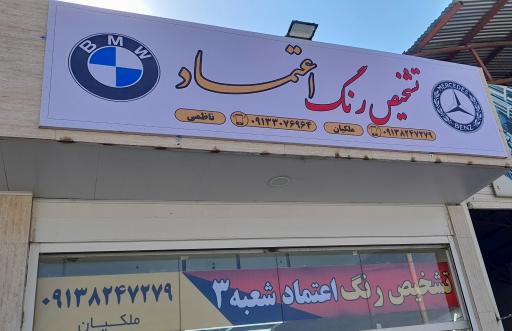 BMW
تشخیص رنگ اعتماد
MERCEDES BENZ
۰۹۱۳۸۲۴۷۲۷۹ ملکیان ۰۹۱۳۳۰۷۶۹۶۴ ناظمی
تشخیص رنگ اعتماد شعبه ۳
۰۹۱۳۸۲۴۷۲۷۹
ملکیان